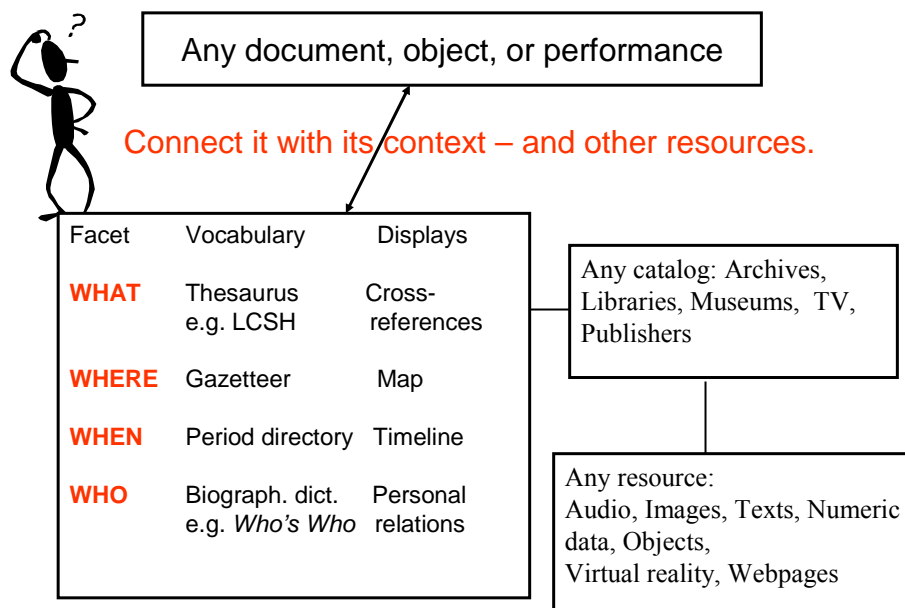 ?
Any document, object, or performance
Connect it with its context – and other resources.
Facet Vocabulary Displays
WHAT Thesaurus Cross-
e.g. LCSH references
WHERE Gazetteer Map
WHEN Period directory Timeline
WHO Biograph. dict. Personal
e.g. Who's Who relations
Any catalog: Archives,
Libraries, Museums, TV,
Publishers
Any resource:
Audio, Images, Texts, Numeric
data, Objects,
Virtual reality, Webpages